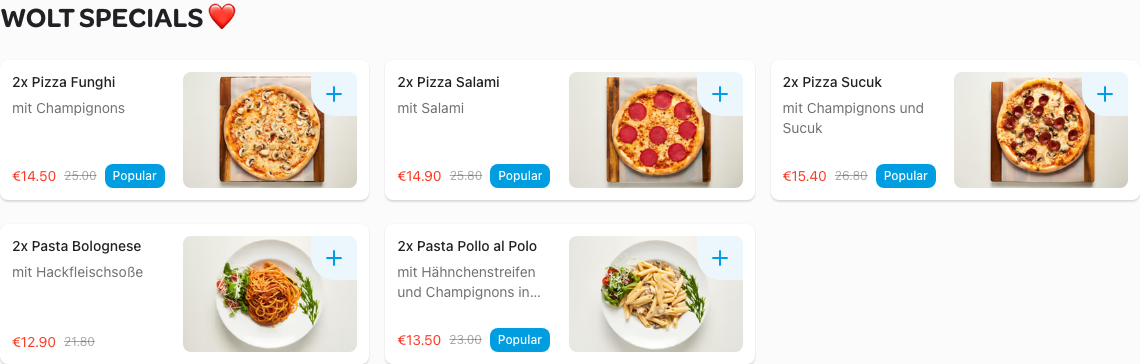 WOLT SPECIALS ❤️
2x Pizza Funghi
mit Champignons
€14.50 25.00 Popular
2x Pizza Salami
mit Salami
€14.90 25.80 Popular
2x Pizza Sucuk
mit Champignons und
Sucuk
€15.40 26.80 Popular
2x Pasta Bolognese
mit Hackfleischsoße
€12.90 21.80
2x Pasta Pollo al Polo
mit Hähnchenstreifen
und Champignons in...
€13.50 23.00 Popular